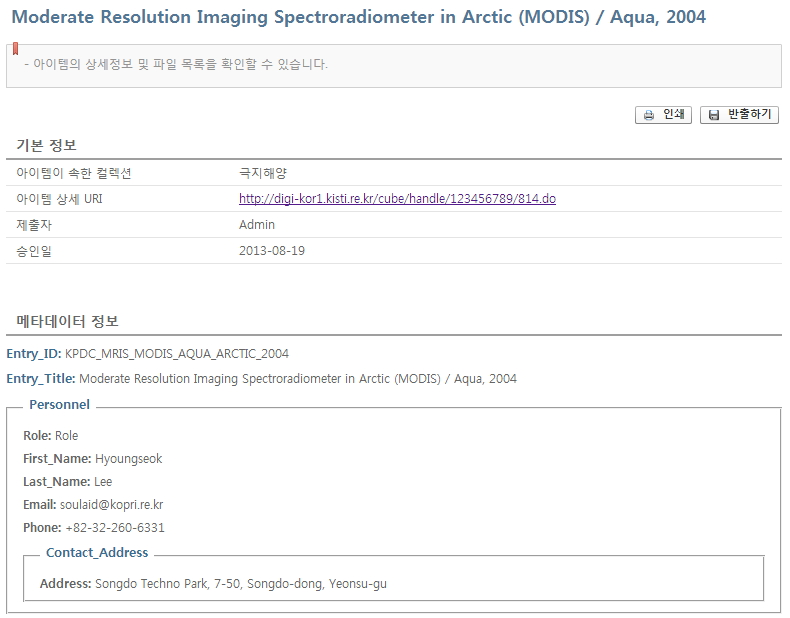 Moderate Resolution Imaging Spectroradiometer in Arctic (MODIS) / Aqua, 2004
- 아이템의 상세정보 및 파일 목록을 확인할 수 있습니다.
인쇄 반출하기
기본 정보
아이템이 속한 컬렉션 극지해양
아이템 상세 URI http://digi-kor1.kisti.re.kr/cube/handle/123456789/814.do
제출자 Admin
승인일 2013-08-19
메타데이터 정보
Entry_ID: KPDC_MRIS_MODIS_AQUA_ARCTIC_2004
Entry_Title: Moderate Resolution Imaging Spectroradiometer in Arctic (MODIS) / Aqua, 2004
Personnel
Role: Role
First_Name: Hyoungseok
Last_Name: Lee
Email: soulaid@kopri.re.kr
Phone: +82-32-260-6331
Contact_Address
Address: Songdo Techno Park, 7-50, Songdo-dong, Yeonsu-gu